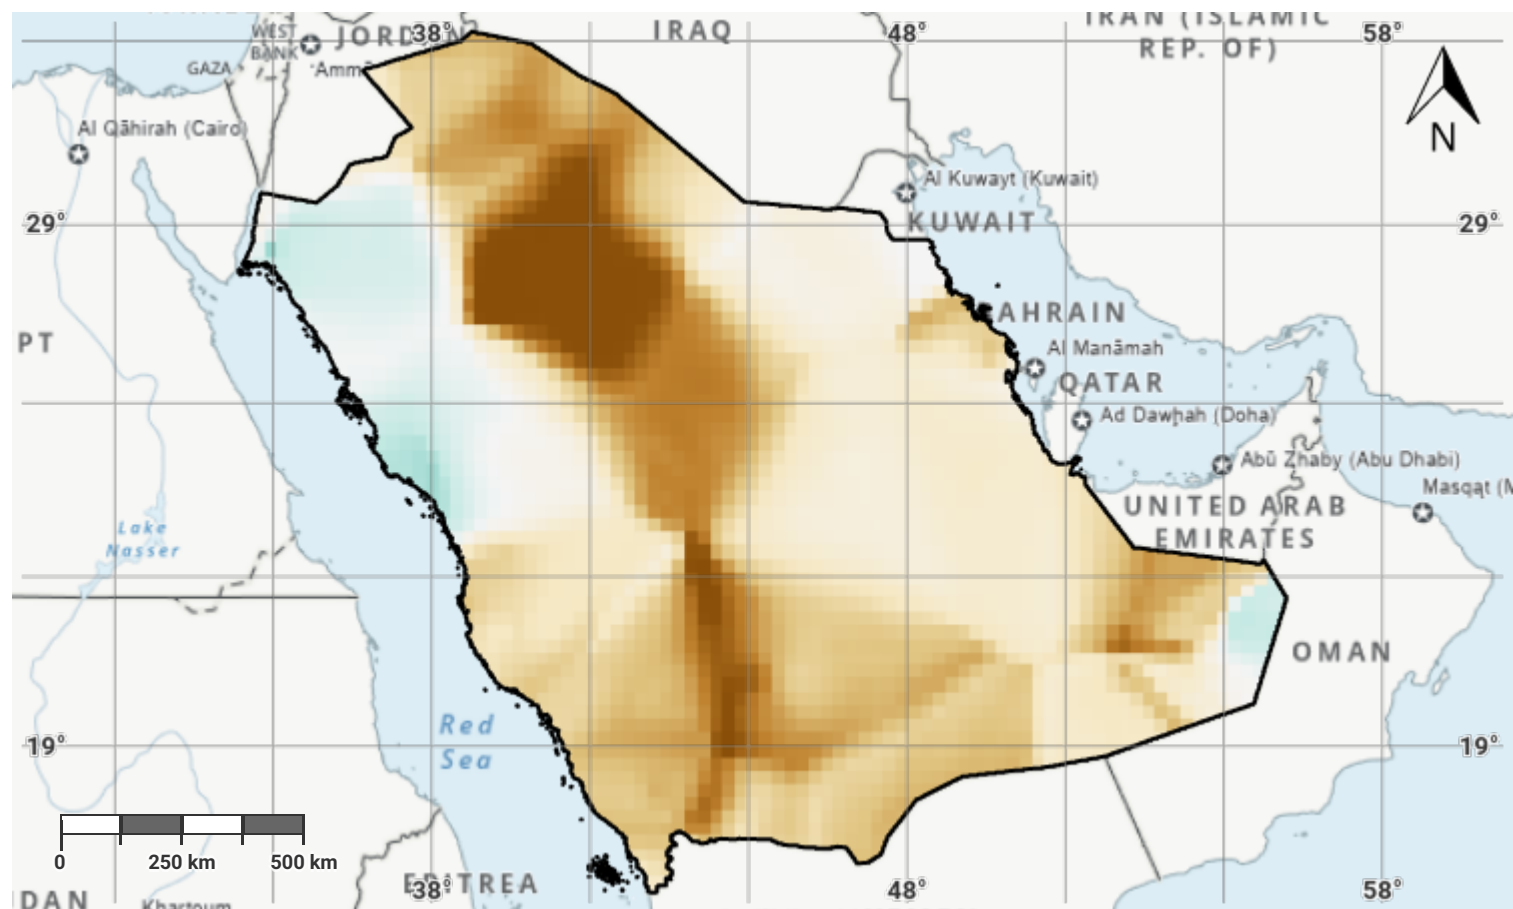 IRAN (ISLAMIC
REP. OF)
WEST
BANK
JORDAN
38°
IRAQ
48°
58°
GAZA
'Amm
N
Al Qāhirah (Cairo)
Al Kuwayt (Kuwait)
29°
KUWAIT
29°
PT
BAHRAIN
Al Manāmah
QATAR
Ad Dawḩah (Doha)
Abū Z̧haby (Abu Dhabi)
Masqaţ (M
UNITED ARAB
EMIRATES
Lake
Nasser
OMAN
Red
Sea
19°
19°
0
250 km
500 km
ERITREA
38°
48°
58°
DAN
Khartoum